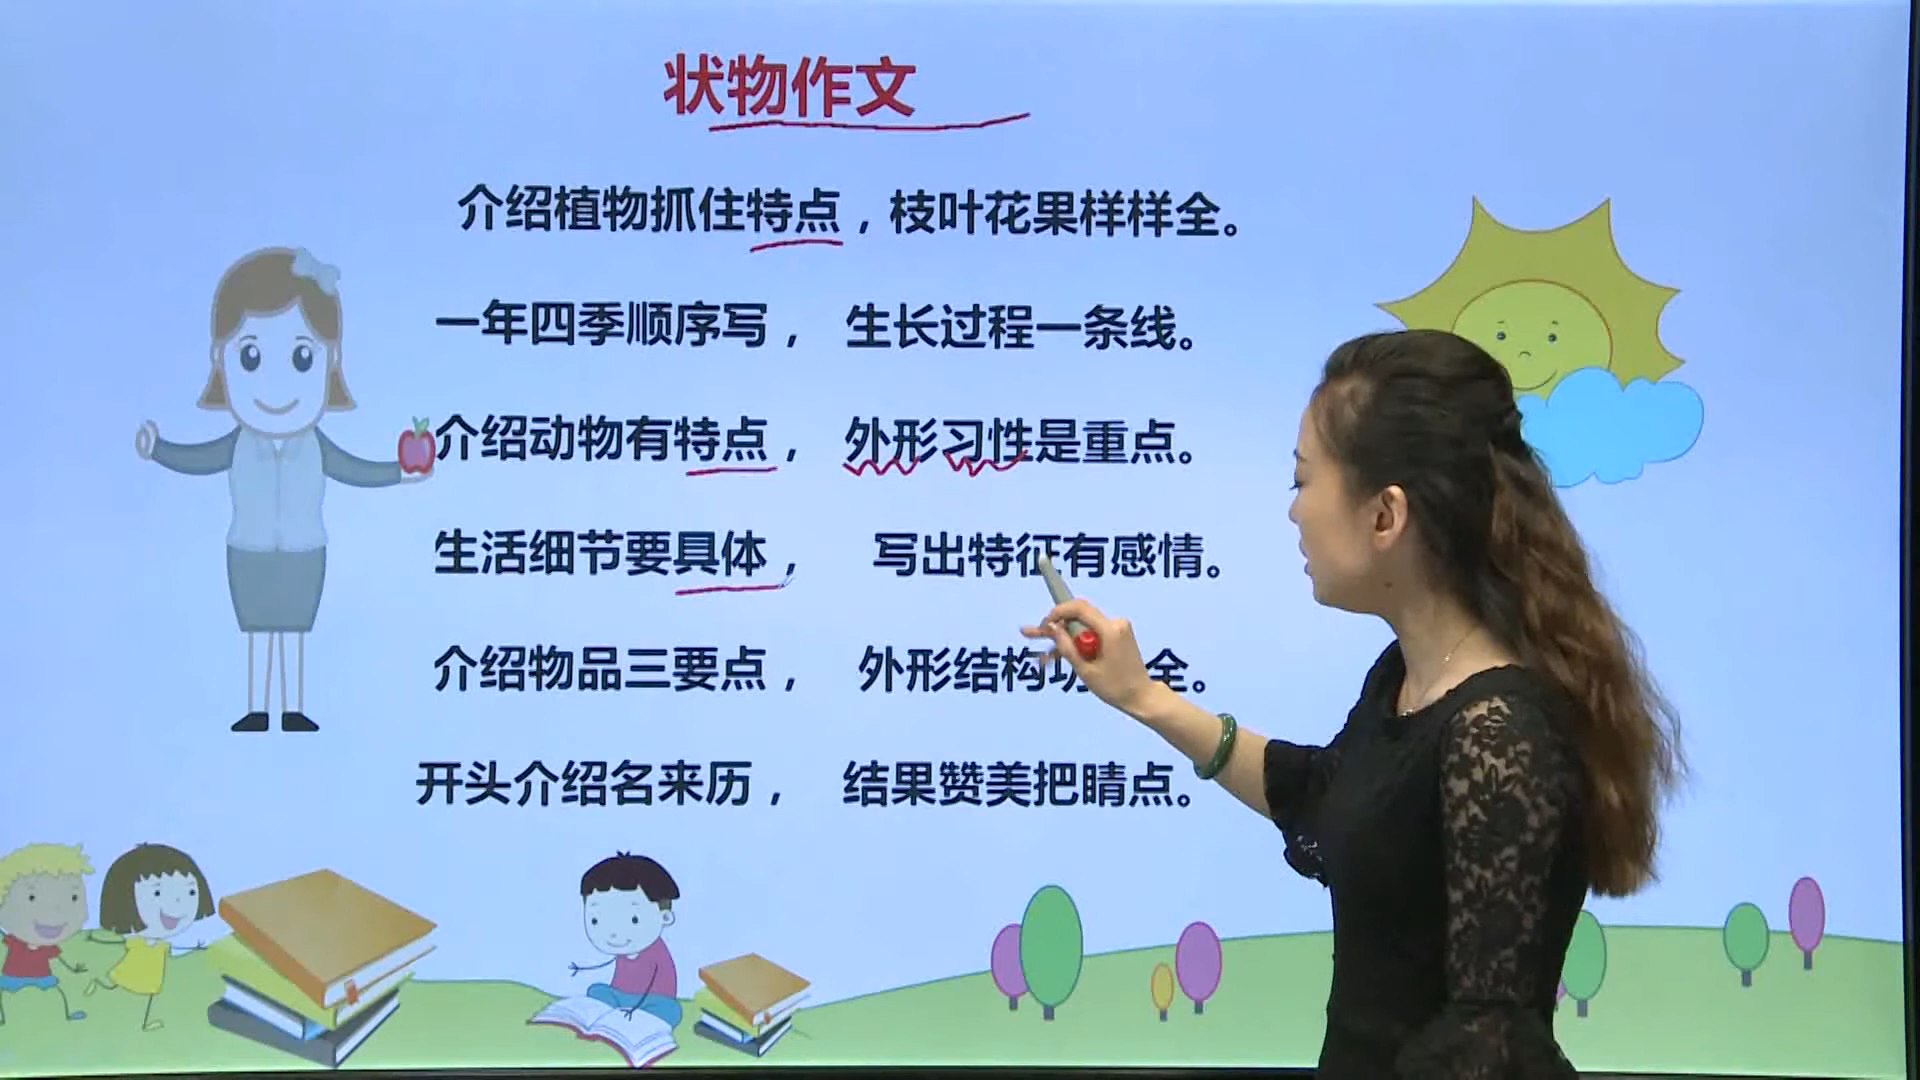 状物作文
介绍植物抓住特点，枝叶花果样样全。
一年四季顺序写， 生长过程一条线。
介绍动物有特点， 外形习性是重点。
生活细节要具体， 写出特征有感情。
介绍物品三要点， 外形结构 全。
开头介绍名来历， 结果赞美把睛点。